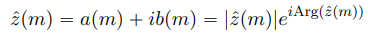 ẑ(m) = a(m) + ib(m) = |ẑ(m)|e^{iArg(ẑ(m))}